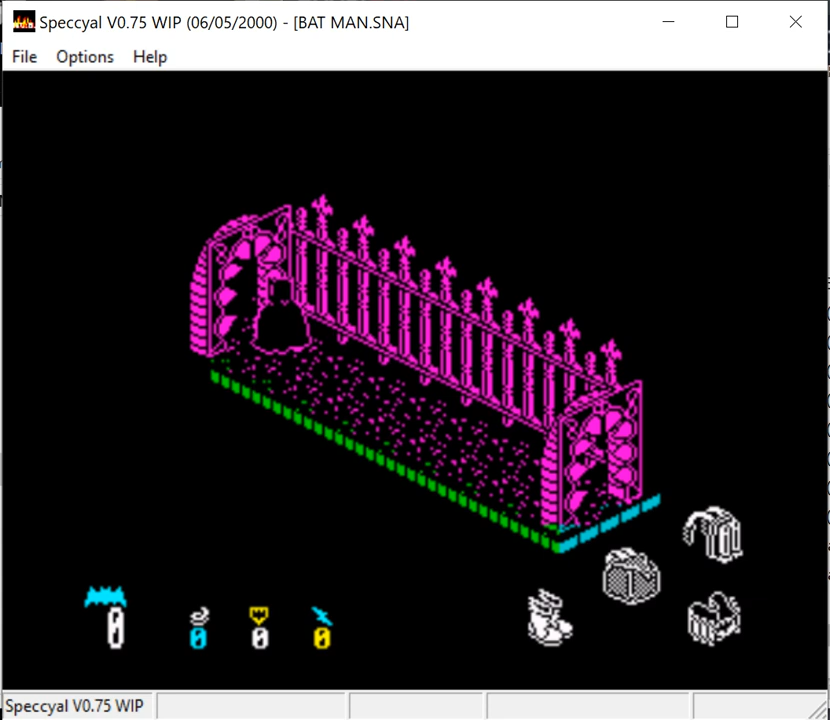 Speccyal V0.75 WIP (06/05/2000) - [BAT MAN.SNA]
File Options Help
0 0 0 0
Speccyal V0.75 WIP